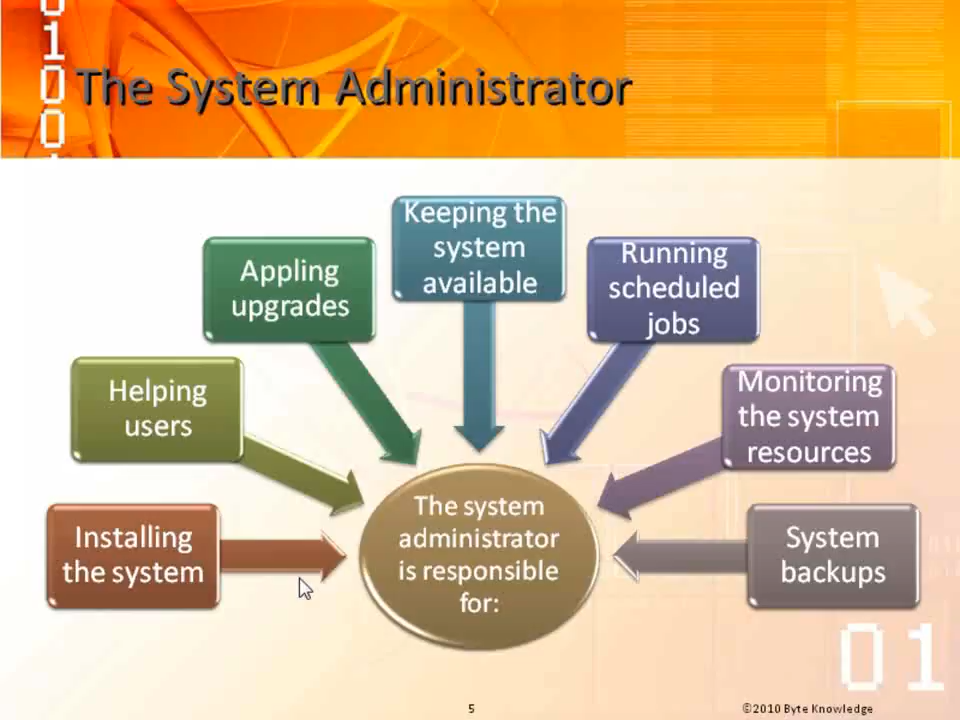 The System Administrator
Keeping the
system
available
Appling
upgrades
Running
scheduled
jobs
Helping
users
Monitoring
the system
resources
Installing
the system
The system
administrator
is responsible
for:
System
backups
01
5
©2010 Byte Knowledge